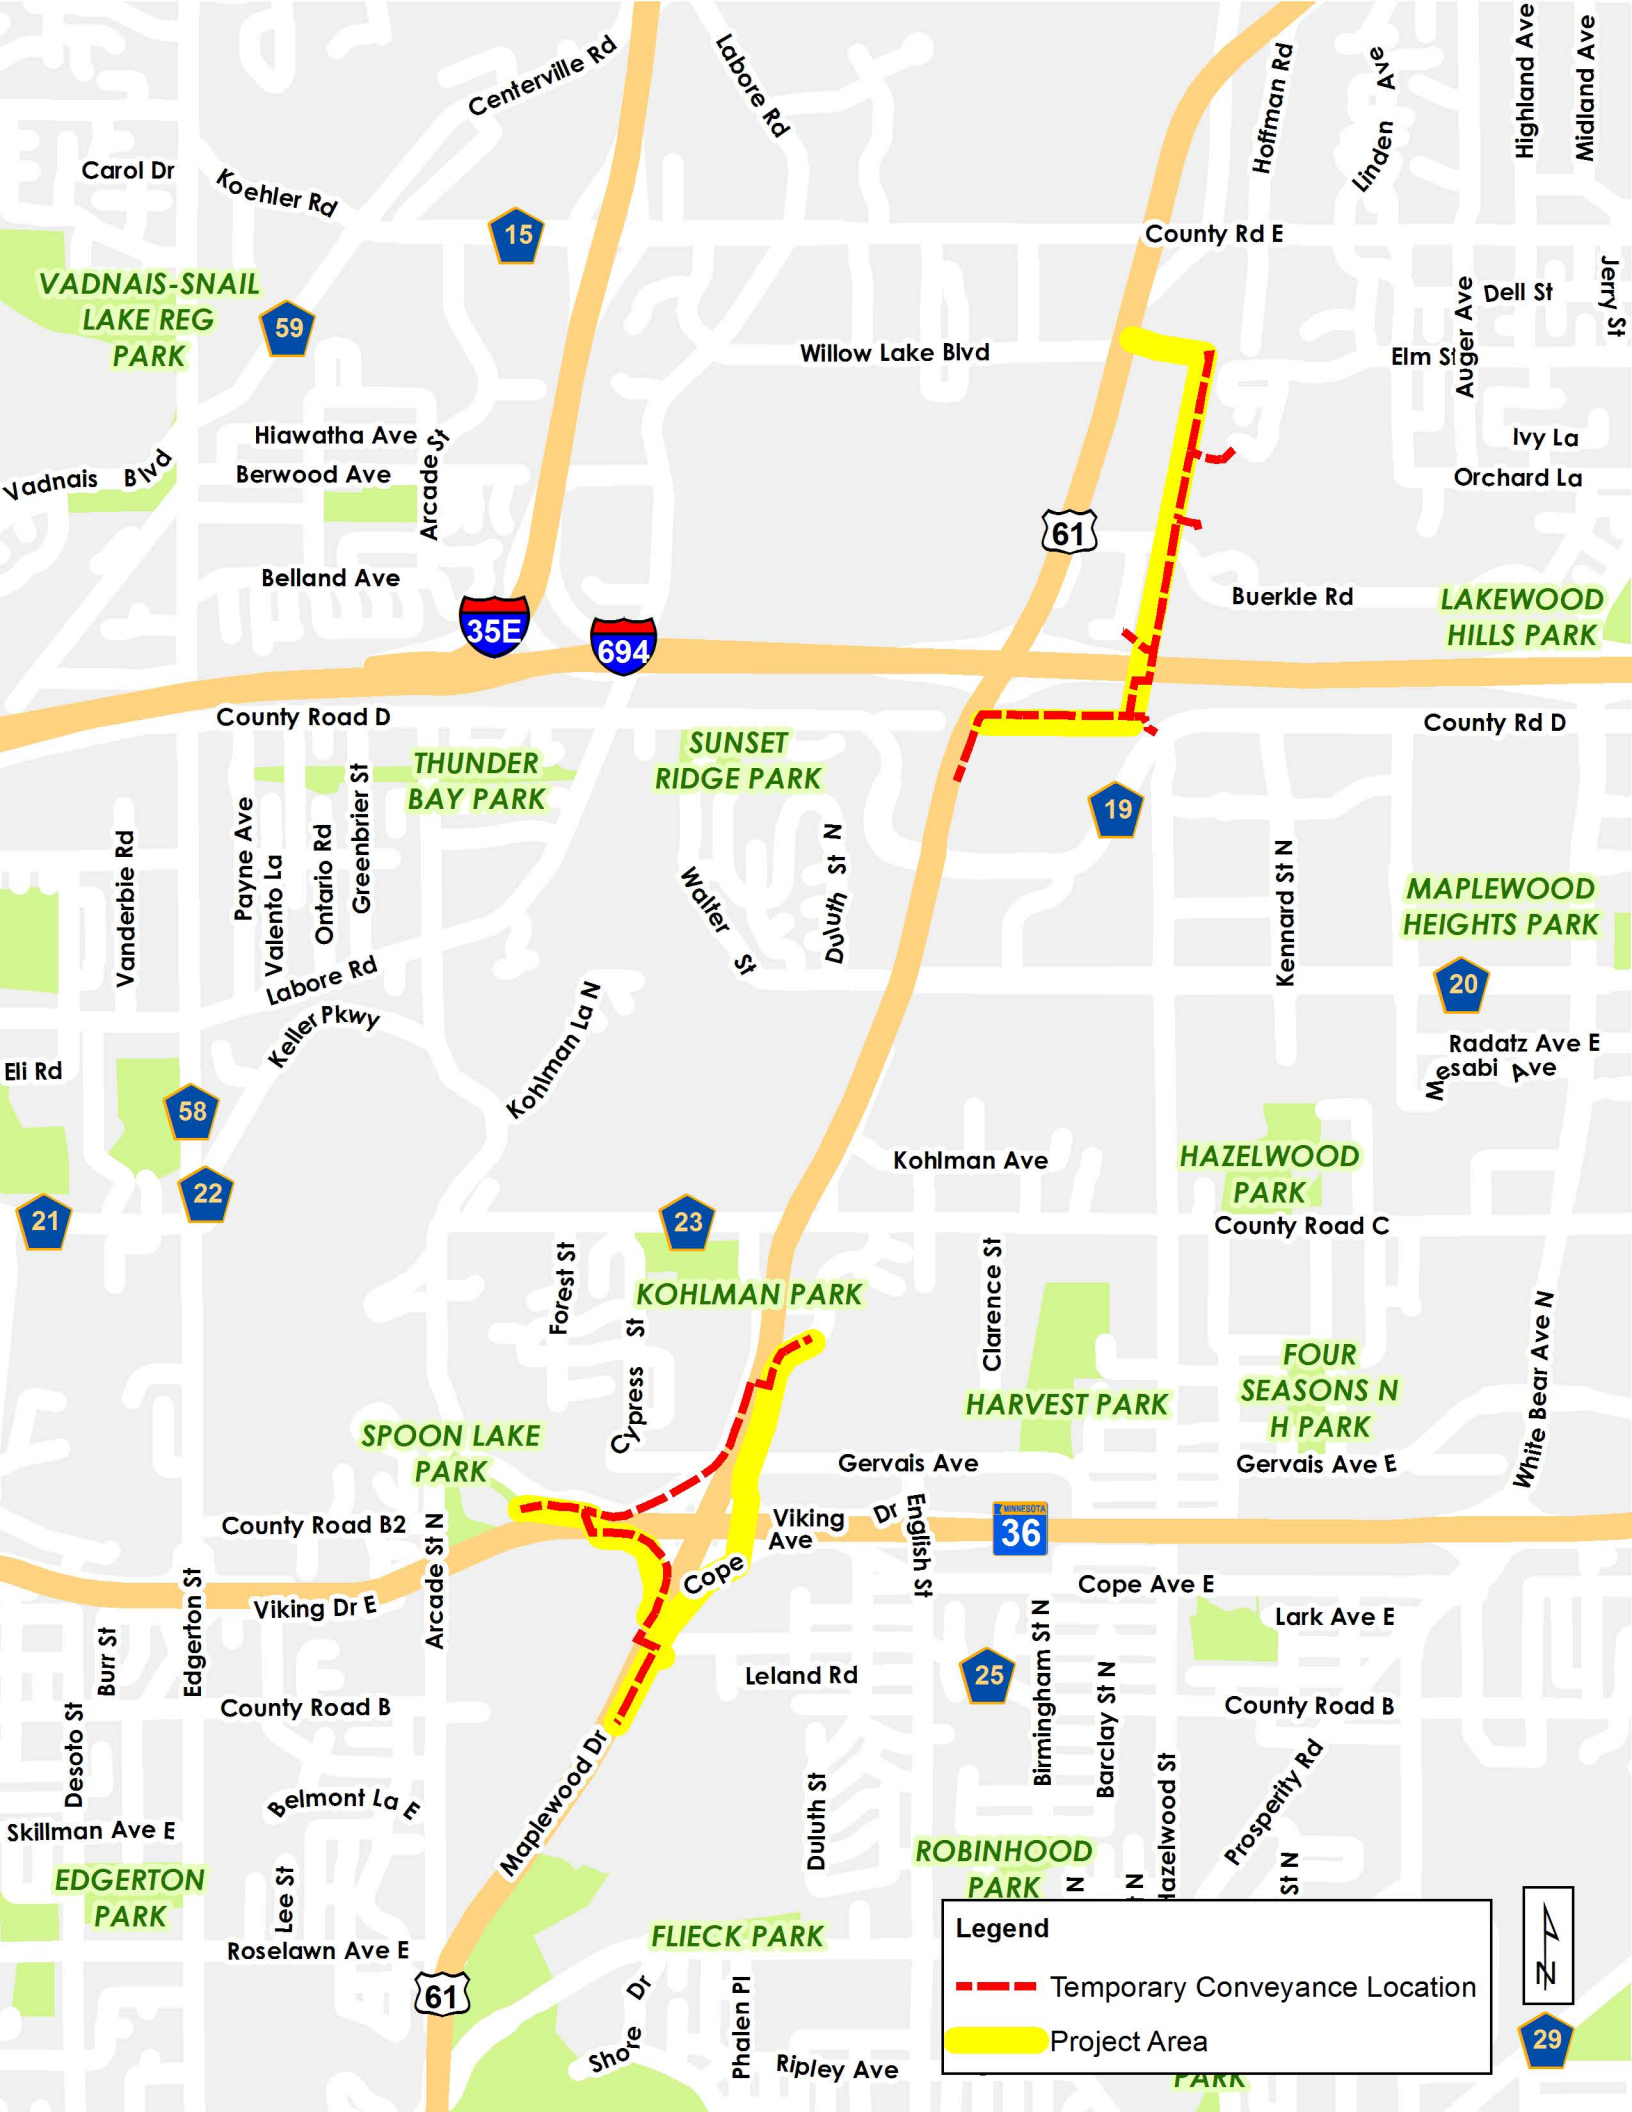 Centerville Rd
Labore Rd
Hoffman Rd
Linden Ave
Highland Ave
Midland Ave
Carol Dr
Koehler Rd
15
County Rd E
VADNAIS-SNAIL
LAKE REG
PARK
59
Jerry St
Dell St
Auger Ave
Elm St
Willow Lake Blvd
Hiawatha Ave
Arcade St
Ivy La
Vadnais Blvd
Berwood Ave
Orchard La
61
Belland Ave
Buerkle Rd
LAKEWOOD
HILLS PARK
35E
694
County Road D
County Rd D
THUNDER
BAY PARK
SUNSET
RIDGE PARK
19
Vanderbie Rd
Payne Ave
Valento La
Ontario Rd
Greenbrier St
Walter St
Duluth St N
Kennard St N
MAPLEWOOD
HEIGHTS PARK
Labore Rd
20
Keller Pkwy
Kohlman La N
Radatz Ave E
Mesabi Ave
Eli Rd
58
22
21
Kohlman Ave
HAZELWOOD
PARK
County Road C
23
Forest St
Cypress St
KOHLMAN PARK
Clarence St
White Bear Ave N
FOUR
SEASONS N
H PARK
HARVEST PARK
SPOON LAKE
PARK
Gervais Ave
Gervais Ave E
County Road B2
Arcade St N
Viking
Ave
Dr
English St
MINNESOTA
36
Cope
Cope Ave E
Edgerton St
Viking Dr E
Lark Ave E
Burr St
Leland Rd
25
Birmingham St N
Barclay St N
County Road B
County Road B
Desoto St
Maplewood Dr
Duluth St
Hazelwood St
Prosperity Rd
Belmont La E
Skillman Ave E
EDGERTON
PARK
Lee St
ROBINHOOD
PARK
N
N
St N
FLIECK PARK
Roselawn Ave E
61
Shore Dr
Phalen Pl
Ripley Ave
Legend
Temporary Conveyance Location
Project Area
N
29
PARK